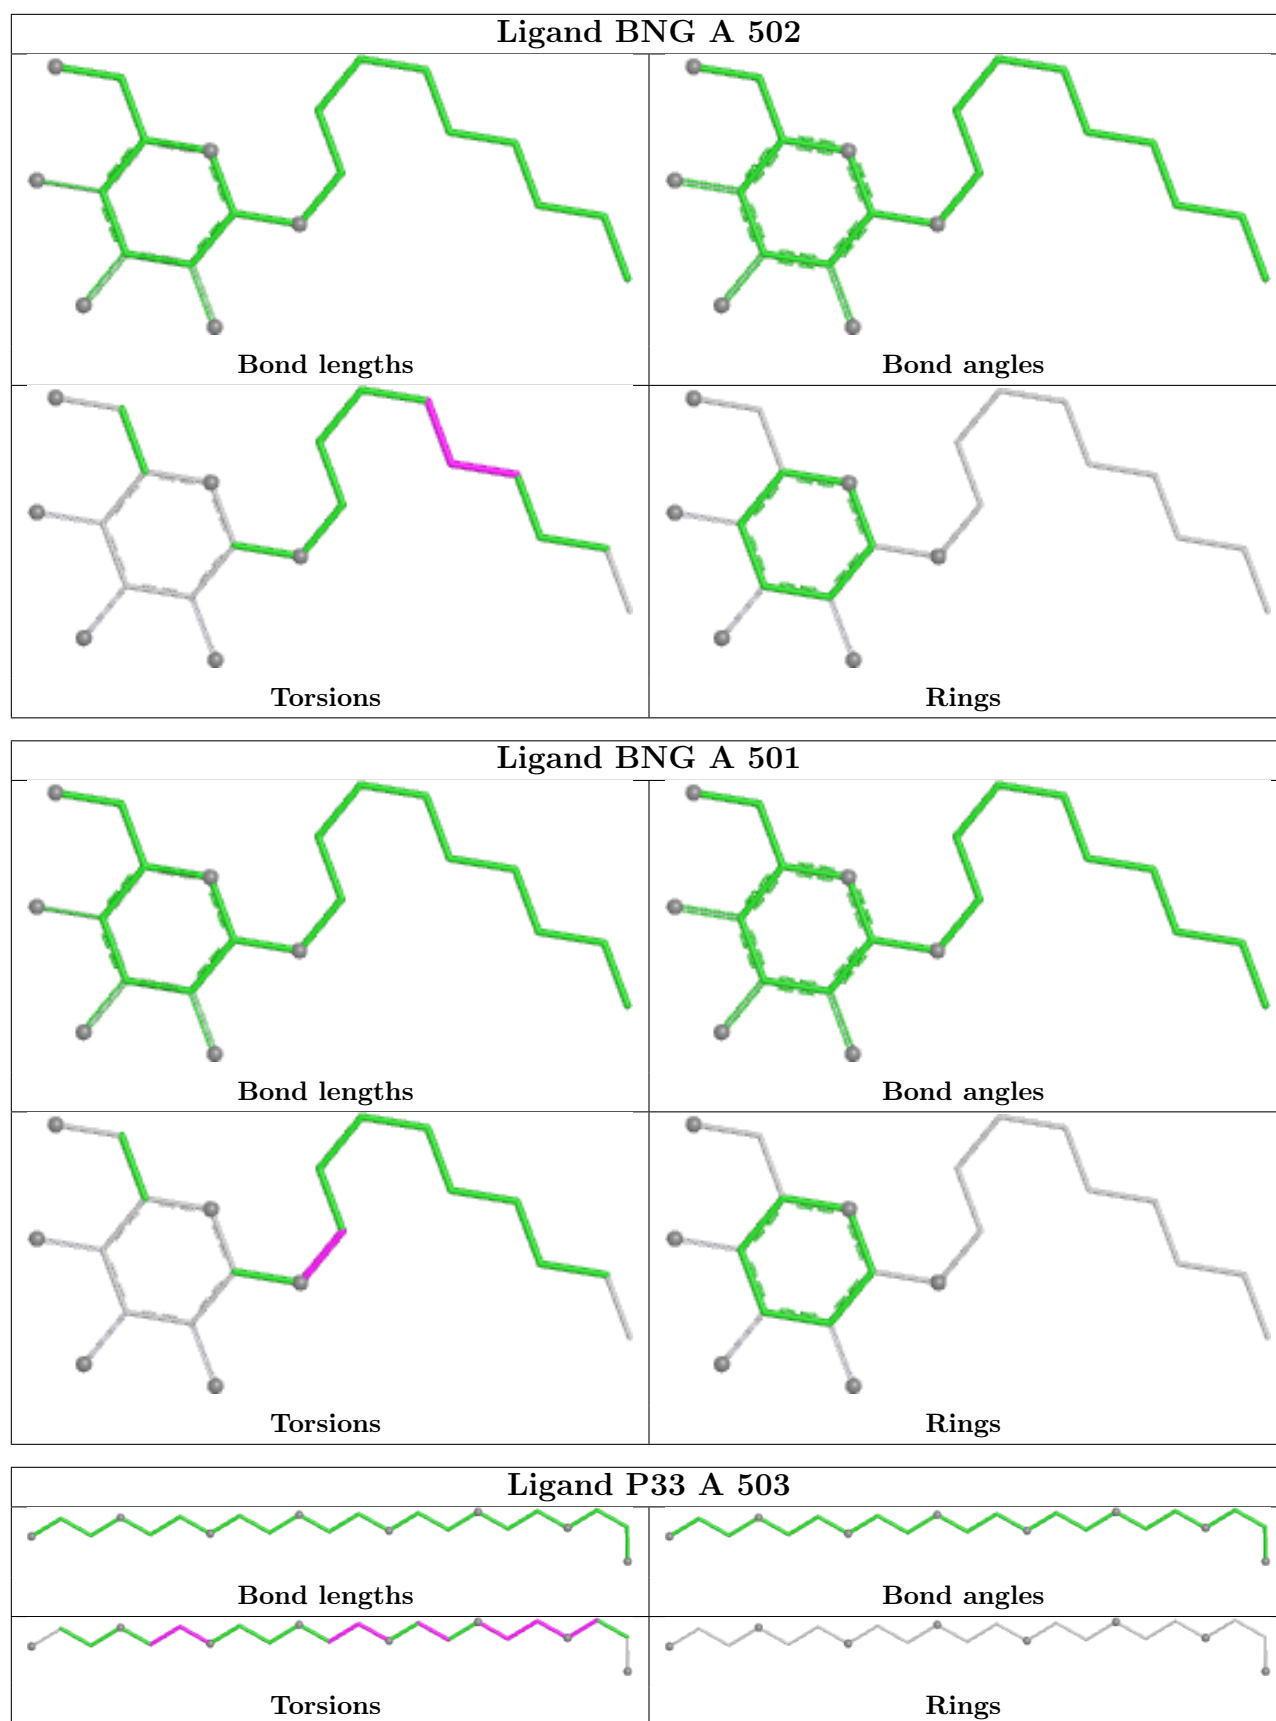 Ligand BNG A 502
Bond lengths
Bond angles
Torsions
Rings
Ligand BNG A 501
Bond lengths
Bond angles
Torsions
Rings
Ligand P33 A 503
Bond lengths
Bond angles
Torsions
Rings